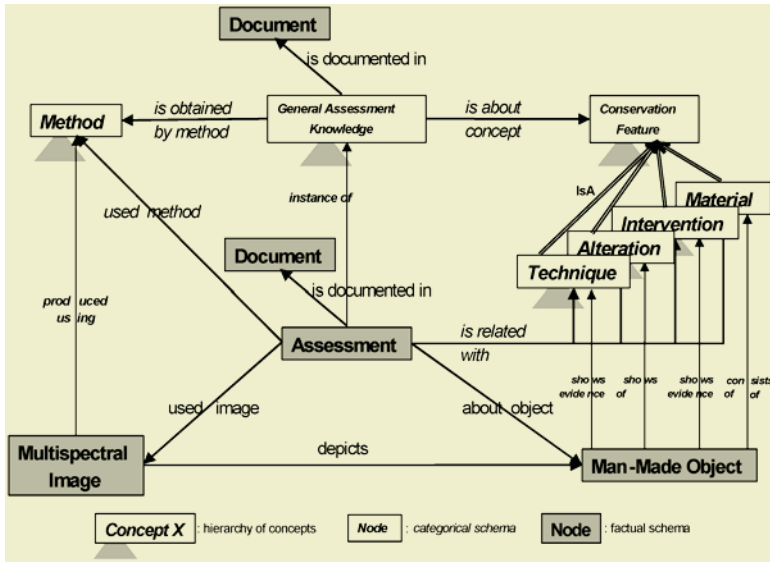 Document
is documented in
is obtained
by method
General Assessment
Knowledge
is about
concept
Conservation
Feature
Method
IsA
Material
instance of
used method
Intervention
Alteration
Document
Technique
is documented in
produced
using
Assessment
is related
with
shows
evidence of
shows
evidence of
consists
of
used image
about object
depicts
Multispectral
Image
Man-Made Object
Concept X : hierarchy of concepts
Node : categorical schema
Node : factual schema